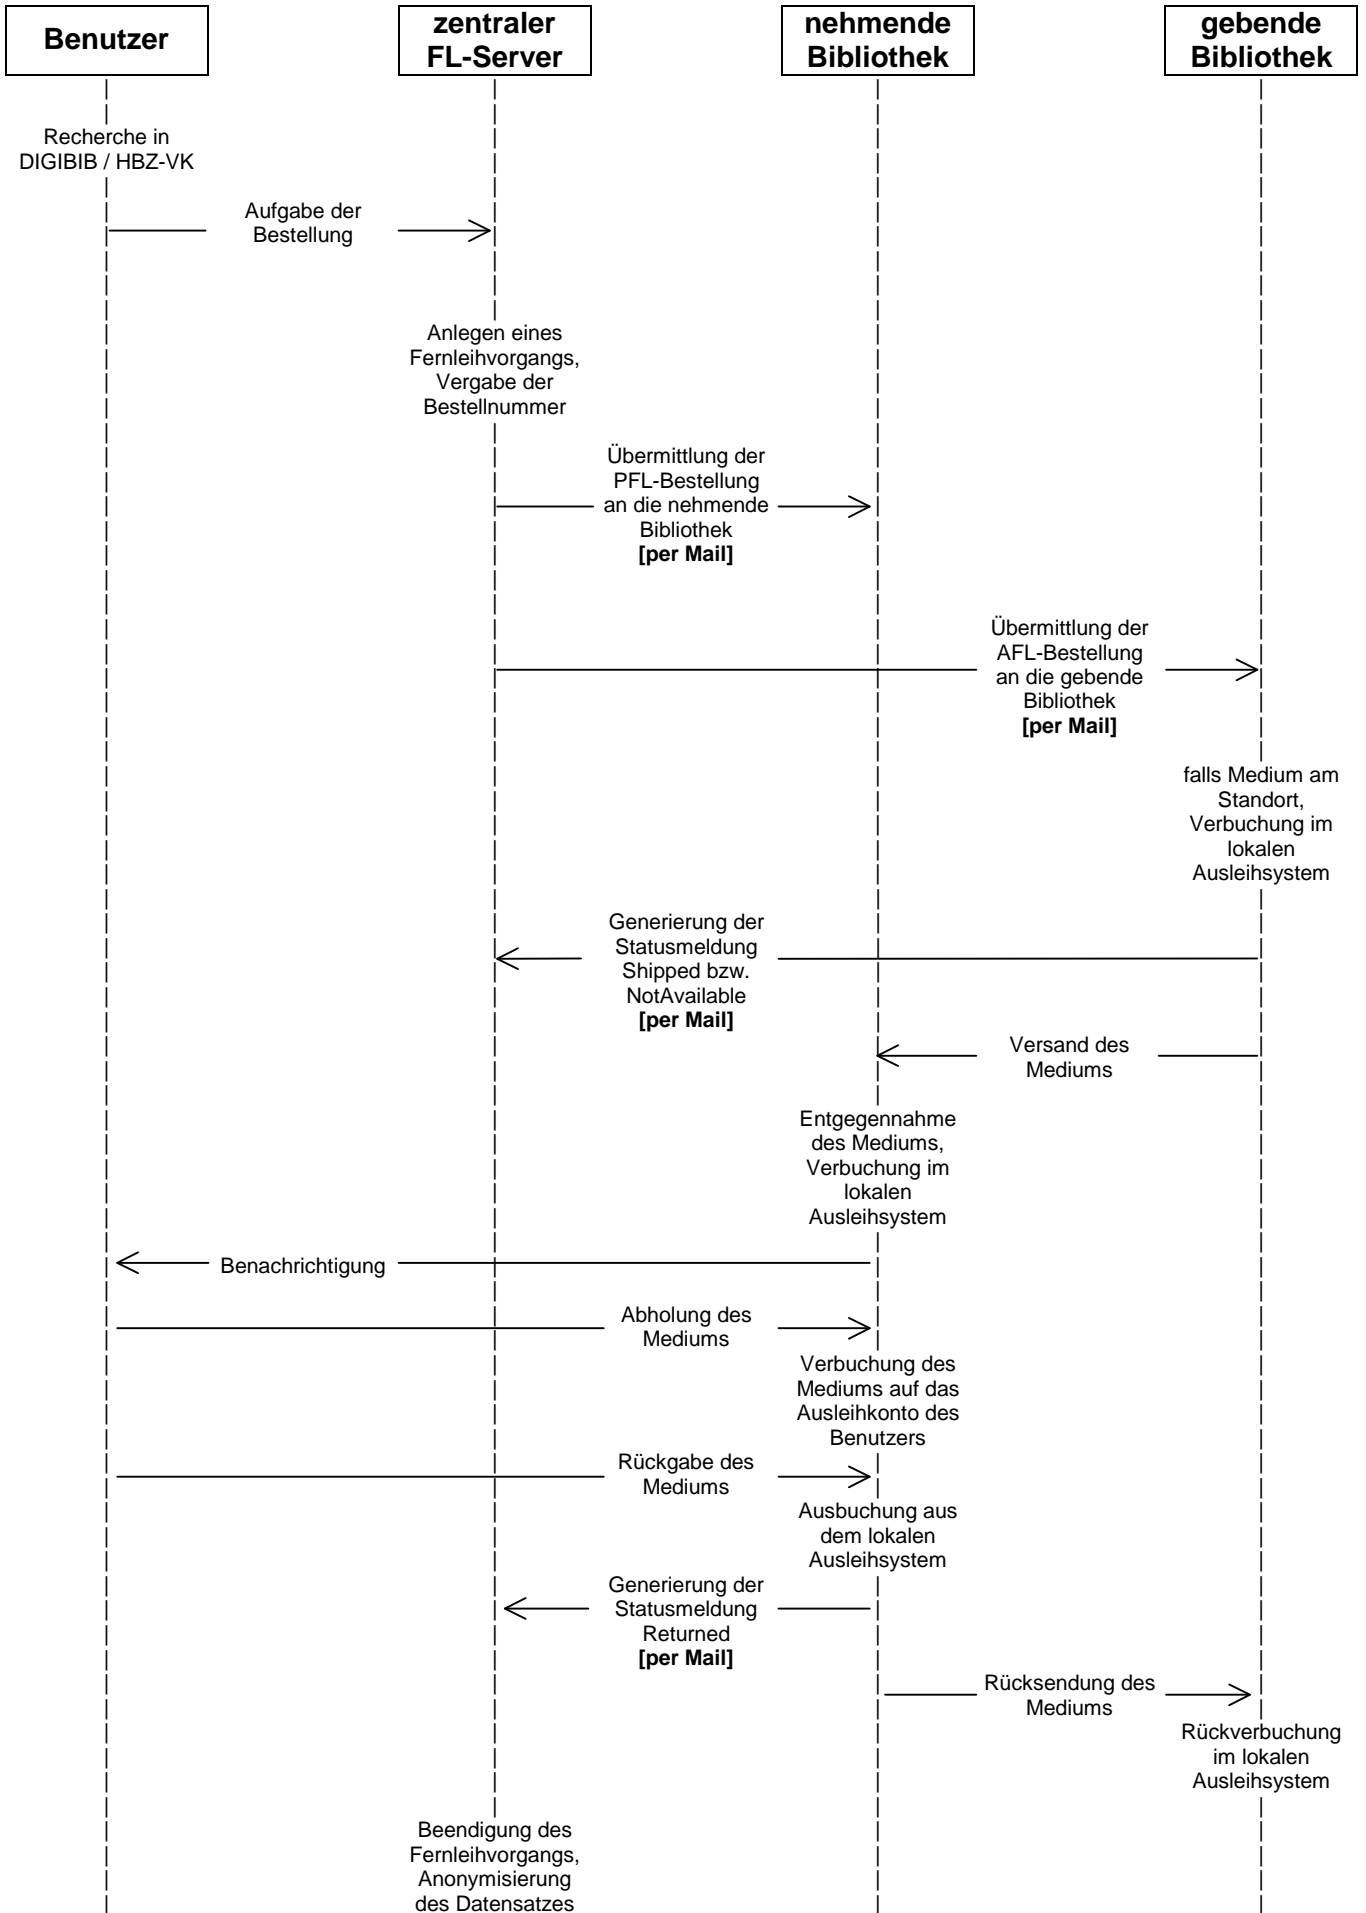 Benutzer
zentraler
FL-Server
nehmende
Bibliothek
gebende
Bibliothek
Recherche in
DIGIBIB / HBZ-VK
Aufgabe der
Bestellung
Anlegen eines
Fernleihvorgangs,
Vergabe der
Bestellnummer
Übermittlung der
PFL-Bestellung
an die nehmende
Bibliothek
[per Mail]
Übermittlung der
AFL-Bestellung
an die gebende
Bibliothek
[per Mail]
falls Medium am
Standort,
Verbuchung im
lokalen
Ausleihsystem
Generierung der
Statusmeldung
Shipped bzw.
NotAvailable
[per Mail]
Versand des
Mediums
Entgegennahme
des Mediums,
Verbuchung im
lokalen
Ausleihsystem
Benachrichtigung
Abholung des
Mediums
Verbuchung des
Mediums auf das
Ausleihkonto des
Benutzers
Rückgabe des
Mediums
Ausbuchung aus
dem lokalen
Ausleihsystem
Generierung der
Statusmeldung
Returned
[per Mail]
Rücksendung des
Mediums
Rückverbuchung
im lokalen
Ausleihsystem
Beendigung des
Fernleihvorgangs,
Anonymisierung
des Datensatzes